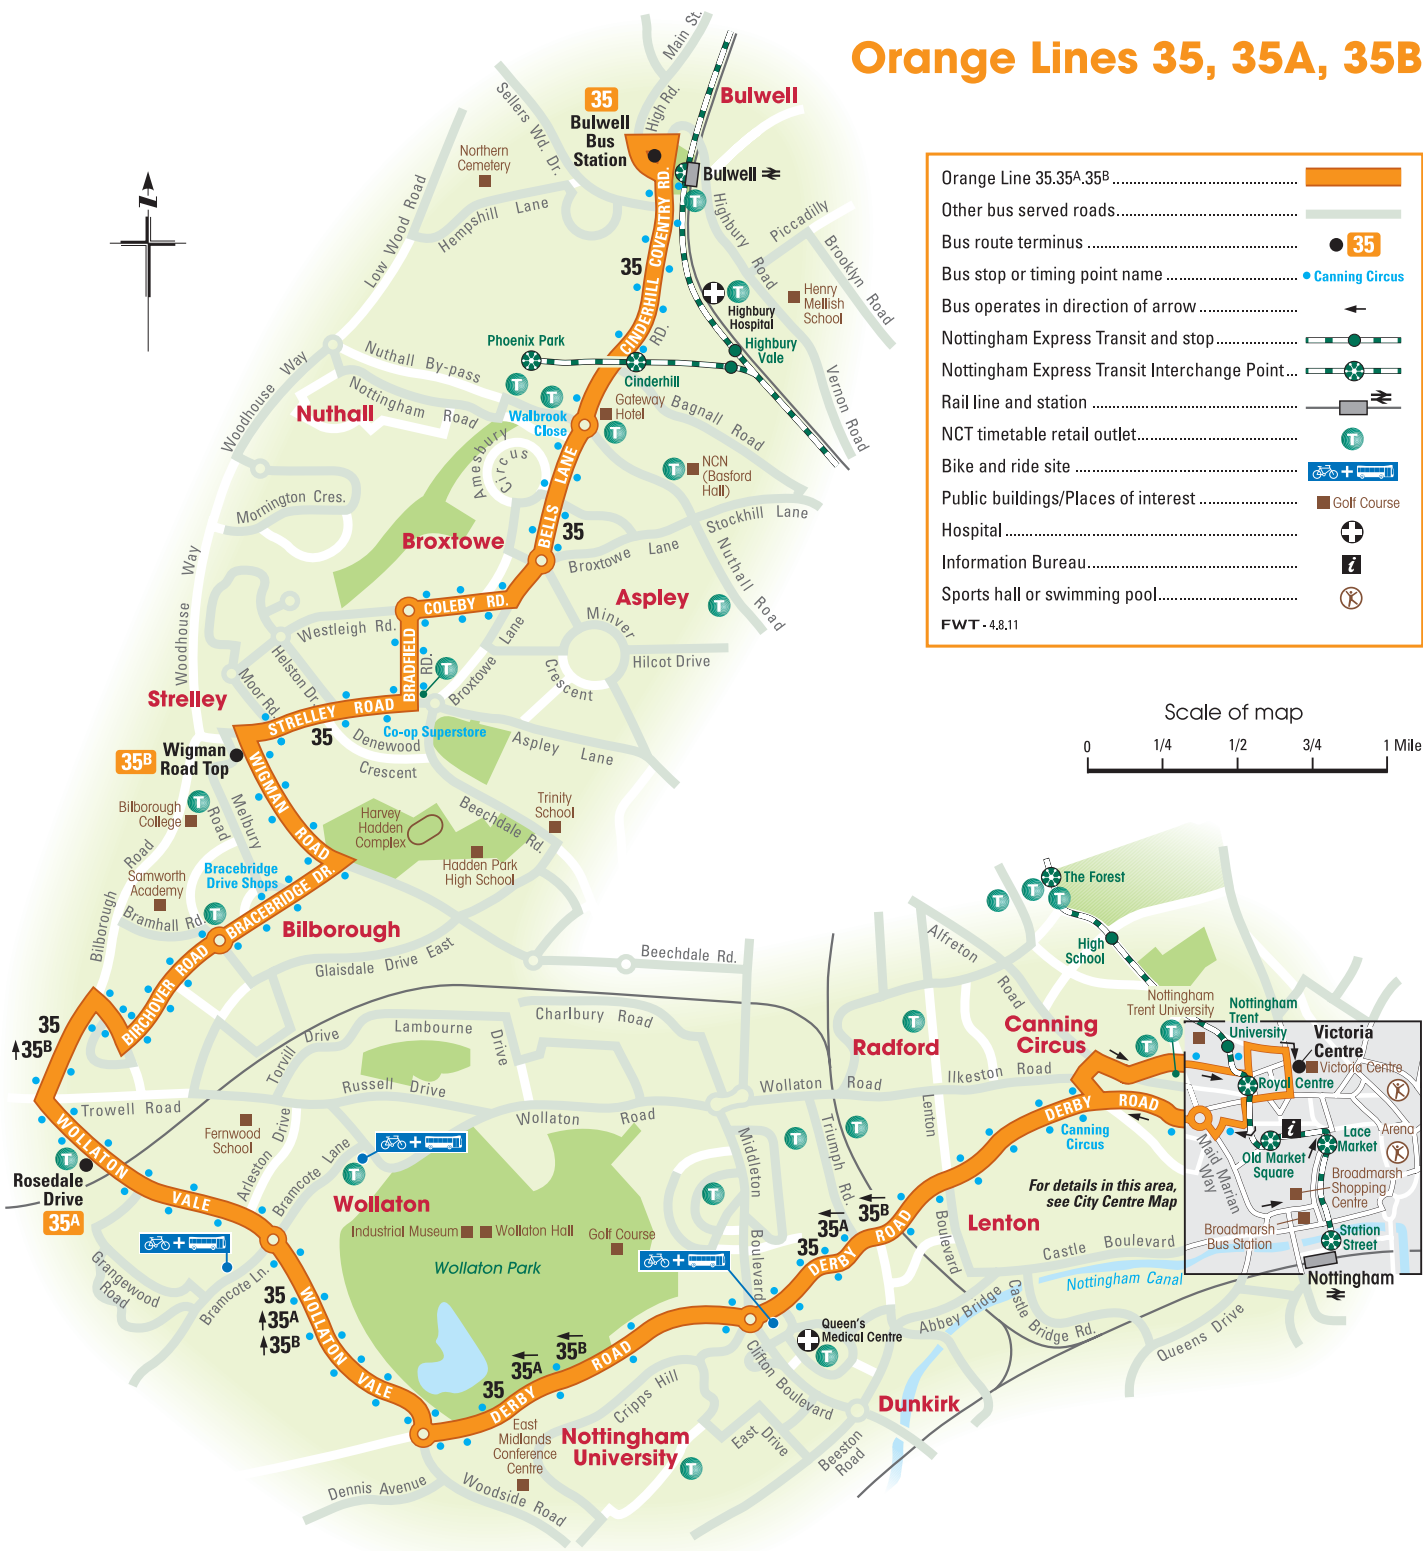 Orange Lines 35, 35A, 35B
Orange Line 35.35A.35B
Other bus served roads
Bus route terminus
35
Bus stop or timing point name
Canning Circus
Bus operates in direction of arrow
Nottingham Express Transit and stop
Nottingham Express Transit Interchange Point
Rail line and station
NCT timetable retail outlet
T
Bike and ride site
Public buildings/Places of interest
Golf Course
Hospital
Information Bureau
i
Sports hall or swimming pool
FWT - 4.8.11
Scale of map
0 1/4 1/2 3/4 1 Mile
Main St.
High Rd.
Bulwell
35
Bulwell
Bus
Station
Sellers Wd. Dr.
Northern
Cemetery
Hempshill Lane
Low Wood Road
Bulwell
Highbury Road
Piccadilly
Brooklyn Road
COVENTRY RD.
CINDERHILL
RD.
35
Henry
Mellish
School
Highbury
Hospital
Highbury
Vale
Vernon Road
Phoenix Park
Cinderhill
Nuthall By-pass
Nottingham Road
Woodhouse Way
Nuthall
Walbrook
Close
Gateway
Hotel
Bagnall Road
Amesbury
Circus
NCN
(Basford
Hall)
Stockhill Lane
Nuthall Road
Mornington Cres.
BELLS LANE
35
Broxtowe
Broxtowe Lane
Aspley
Woodhouse Way
COLEBY RD.
Westleigh Rd.
Minver
Crescent
Hilcot Drive
BRADFIELD
RD.
Broxtowe Lane
Helston Dr.
Moor Rd.
Strelley
STRELLEY ROAD
35
Co-op Superstore
Denewood
Crescent
Aspley Lane
35B
Wigman
Road Top
WIGMAN ROAD
Bilborough
College
Melbury
Road
Harvey
Hadden
Complex
Beechdale Rd.
Trinity
School
Hadden Park
High School
Bracebridge
Drive Shops
BRACEBRIDGE DR.
Bilborough Road
Samworth
Academy
Bramhall Rd.
Bilborough
Glaisdale Drive East
Beechdale Rd.
BIRCHOVER ROAD
35
35B
Torvill Drive
Lambourne Drive
Charlbury Road
Russell Drive
Trowell Road
Wollaton Road
Wollaton Road
Ilkeston Road
Fernwood
School
Arleston Drive
Bramcote Lane
Rosedale
Drive
35A
WOLLATON VALE
Grangewood
Road
Bramcote Ln.
Wollaton
Industrial Museum
Wollaton Hall
Golf Course
Wollaton Park
35
35A
35B
WOLLATON VALE
Middleton
Boulevard
Triumph Rd.
Radford
Alfreton Road
The Forest
High
School
Nottingham
Trent University
Nottingham
Trent
University
Canning
Circus
Victoria
Centre
Victoria Centre
Royal Centre
DERBY ROAD
Canning
Circus
Lenton
Boulevard
For details in this area,
see City Centre Map
Maid Marian
Way
Old Market
Square
i
Lace
Market
Arena
Broadmarsh
Shopping
Centre
Broadmarsh
Bus Station
Station
Street
Nottingham
Lenton
Castle Boulevard
Nottingham Canal
Castle Bridge Rd.
Abbey Bridge
Queens Drive
DERBY ROAD
35
35A
35B
Queen's
Medical Centre
Clifton Boulevard
Dunkirk
Beeston
Road
East Drive
Cripps Hill
DERBY ROAD
35
35A
35B
East
Midlands
Conference
Centre
Nottingham
University
Dennis Avenue
Woodside Road